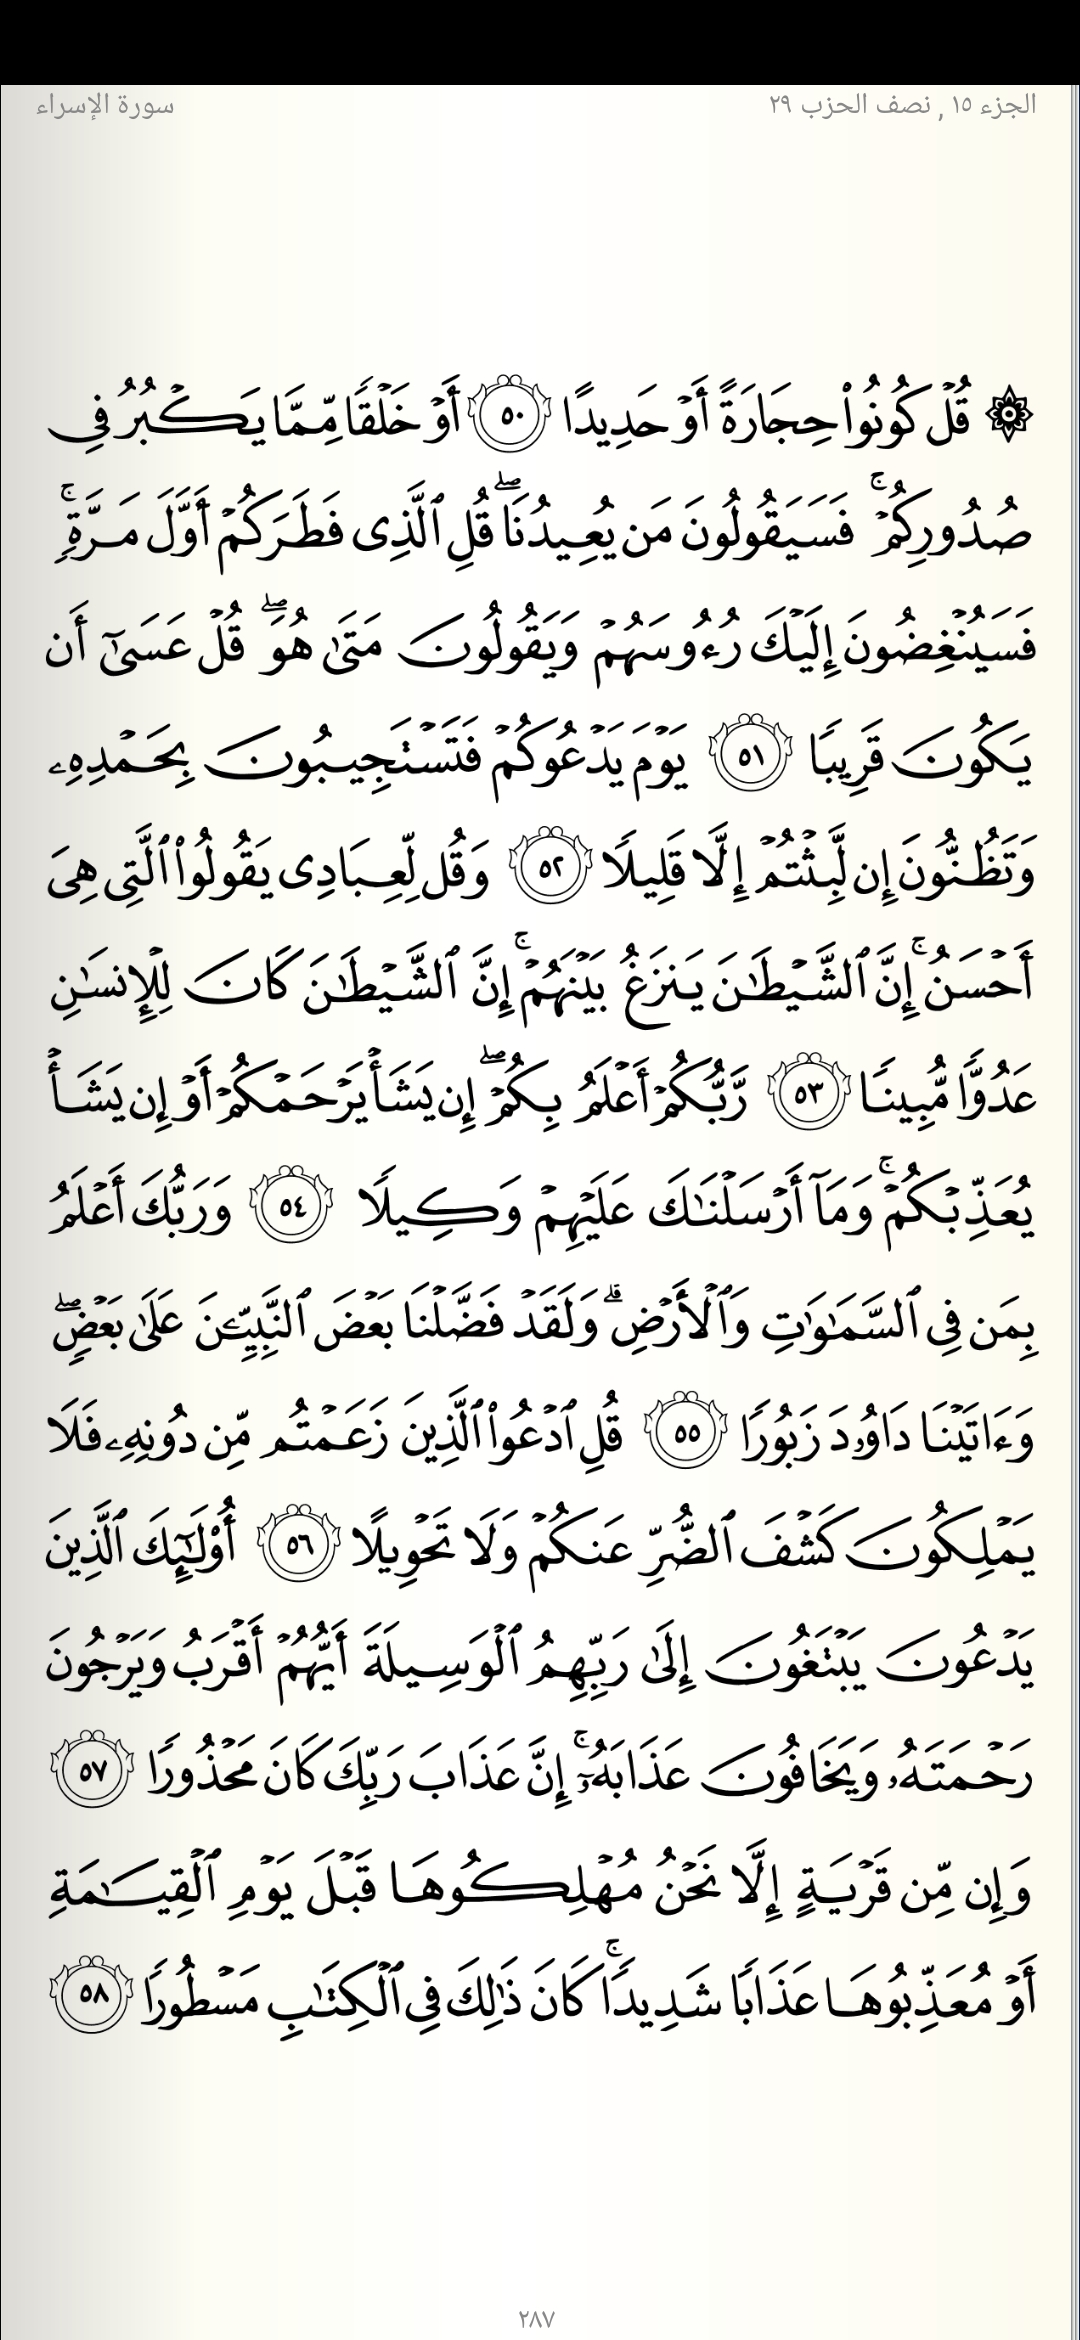 الجزء ١٥ , نصف الحزب ٢٩
سورة الإسراء
۞ قُلۡ كُونُواْ حِجَارَةً أَوۡ حَدِيدًا ٥٠ أَوۡ خَلۡقٗا مِّمَّا يَكۡبُرُ فِي
صُدُورِكُمۡۚ فَسَيَقُولُونَ مَن يُعِيدُنَاۖ قُلِ ٱلَّذِي فَطَرَكُمۡ أَوَّلَ مَرَّةٖۚ
فَسَيُنۡغِضُونَ إِلَيۡكَ رُءُوسَهُمۡ وَيَقُولُونَ مَتَىٰ هُوَۖ قُلۡ عَسَىٰٓ أَن
يَكُونَ قَرِيبٗا ٥١ يَوۡمَ يَدۡعُوكُمۡ فَتَسۡتَجِيبُونَ بِحَمۡدِهِۦ
وَتَظُنُّونَ إِن لَّبِثۡتُمۡ إِلَّا قَلِيلٗا ٥٢ وَقُل لِّعِبَادِي يَقُولُواْ ٱلَّتِي هِيَ
أَحۡسَنُۚ إِنَّ ٱلشَّيۡطَٰنَ يَنزَغُ بَيۡنَهُمۡۚ إِنَّ ٱلشَّيۡطَٰنَ كَانَ لِلۡإِنسَٰنِ
عَدُوّٗا مُّبِينٗا ٥٣ رَّبُّكُمۡ أَعۡلَمُ بِكُمۡۖ إِن يَشَأۡ يَرۡحَمۡكُمۡ أَوۡ إِن يَشَأۡ
يُعَذِّبۡكُمۡۚ وَمَآ أَرۡسَلۡنَٰكَ عَلَيۡهِمۡ وَكِيلٗا ٥٤ وَرَبُّكَ أَعۡلَمُ
بِمَن فِي ٱلسَّمَٰوَٰتِ وَٱلۡأَرۡضِۗ وَلَقَدۡ فَضَّلۡنَا بَعۡضَ ٱلنَّبِيِّـۧنَ عَلَىٰ بَعۡضٖۖ
وَءَاتَيۡنَا دَاوُۥدَ زَبُورٗا ٥٥ قُلِ ٱدۡعُواْ ٱلَّذِينَ زَعَمۡتُم مِّن دُونِهِۦ فَلَا
يَمۡلِكُونَ كَشۡفَ ٱلضُّرِّ عَنكُمۡ وَلَا تَحۡوِيلًا ٥٦ أُوْلَٰٓئِكَ ٱلَّذِينَ
يَدۡعُونَ يَبۡتَغُونَ إِلَىٰ رَبِّهِمُ ٱلۡوَسِيلَةَ أَيُّهُمۡ أَقۡرَبُ وَيَرۡجُونَ
رَحۡمَتَهُۥ وَيَخَافُونَ عَذَابَهُۥٓۚ إِنَّ عَذَابَ رَبِّكَ كَانَ مَحۡذُورٗا ٥٧
وَإِن مِّن قَرۡيَةٍ إِلَّا نَحۡنُ مُهۡلِكُوهَا قَبۡلَ يَوۡمِ ٱلۡقِيَٰمَةِ
أَوۡ مُعَذِّبُوهَا عَذَابٗا شَدِيدٗاۚ كَانَ ذَٰلِكَ فِي ٱلۡكِتَٰبِ مَسۡطُورٗا ٥٨
٢٨٧